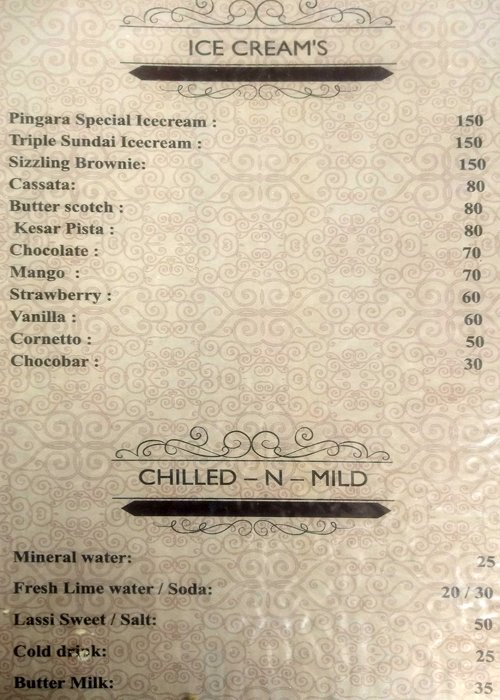 ICE CREAM'S
Pingara Special Icecream : 150
Triple Sundai Icecream : 150
Sizzling Brownie: 150
Cassata: 80
Butter scotch : 80
Kesar Pista : 80
Chocolate : 70
Mango : 70
Strawberry : 60
Vanilla : 60
Cornetto : 50
Chocobar : 30
CHILLED – N – MILD
Mineral water: 25
Fresh Lime water / Soda: 20 / 30
Lassi Sweet / Salt: 50
Cold drink: 25
Butter Milk: 35